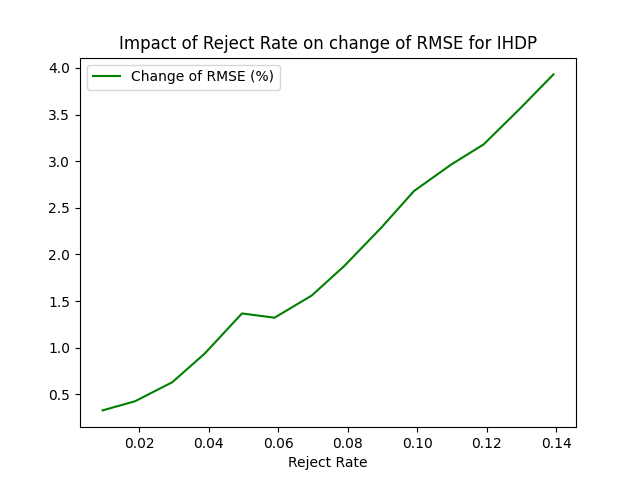 Impact of Reject Rate on change of RMSE for IHDP
Change of RMSE (%)
4.0
3.5
3.0
2.5
2.0
1.5
1.0
0.5
0.02 0.04 0.06 0.08 0.10 0.12 0.14
Reject Rate